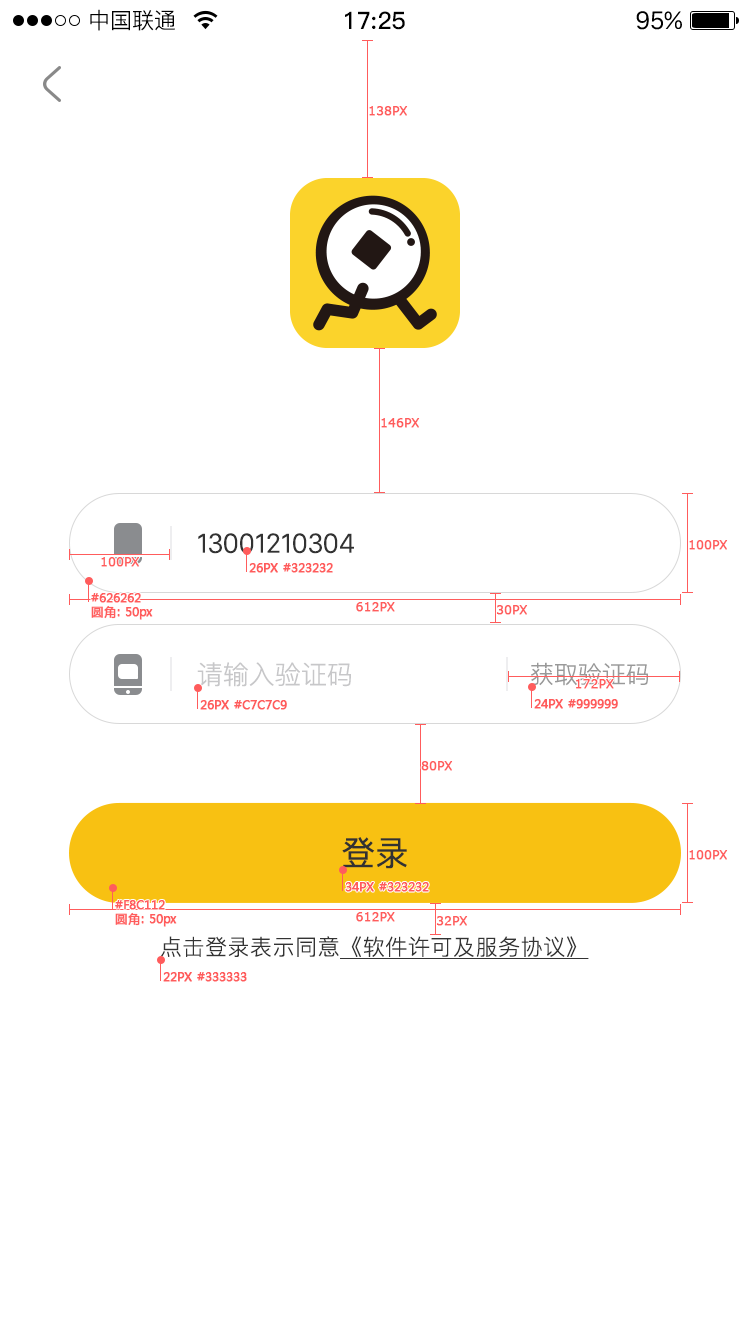 中国联通 17:25 95%
138PX
146PX
13001210304
100PX
26PX #323232
100PX
#626262
圆角: 50px
612PX
30PX
请输入验证码 获取验证码
172PX
26PX #C7C7C9
24PX #999999
80PX
登录
100PX
34PX #323232
#F8C112
圆角: 50px
612PX
32PX
点击登录表示同意《软件许可及服务协议》
22PX #333333